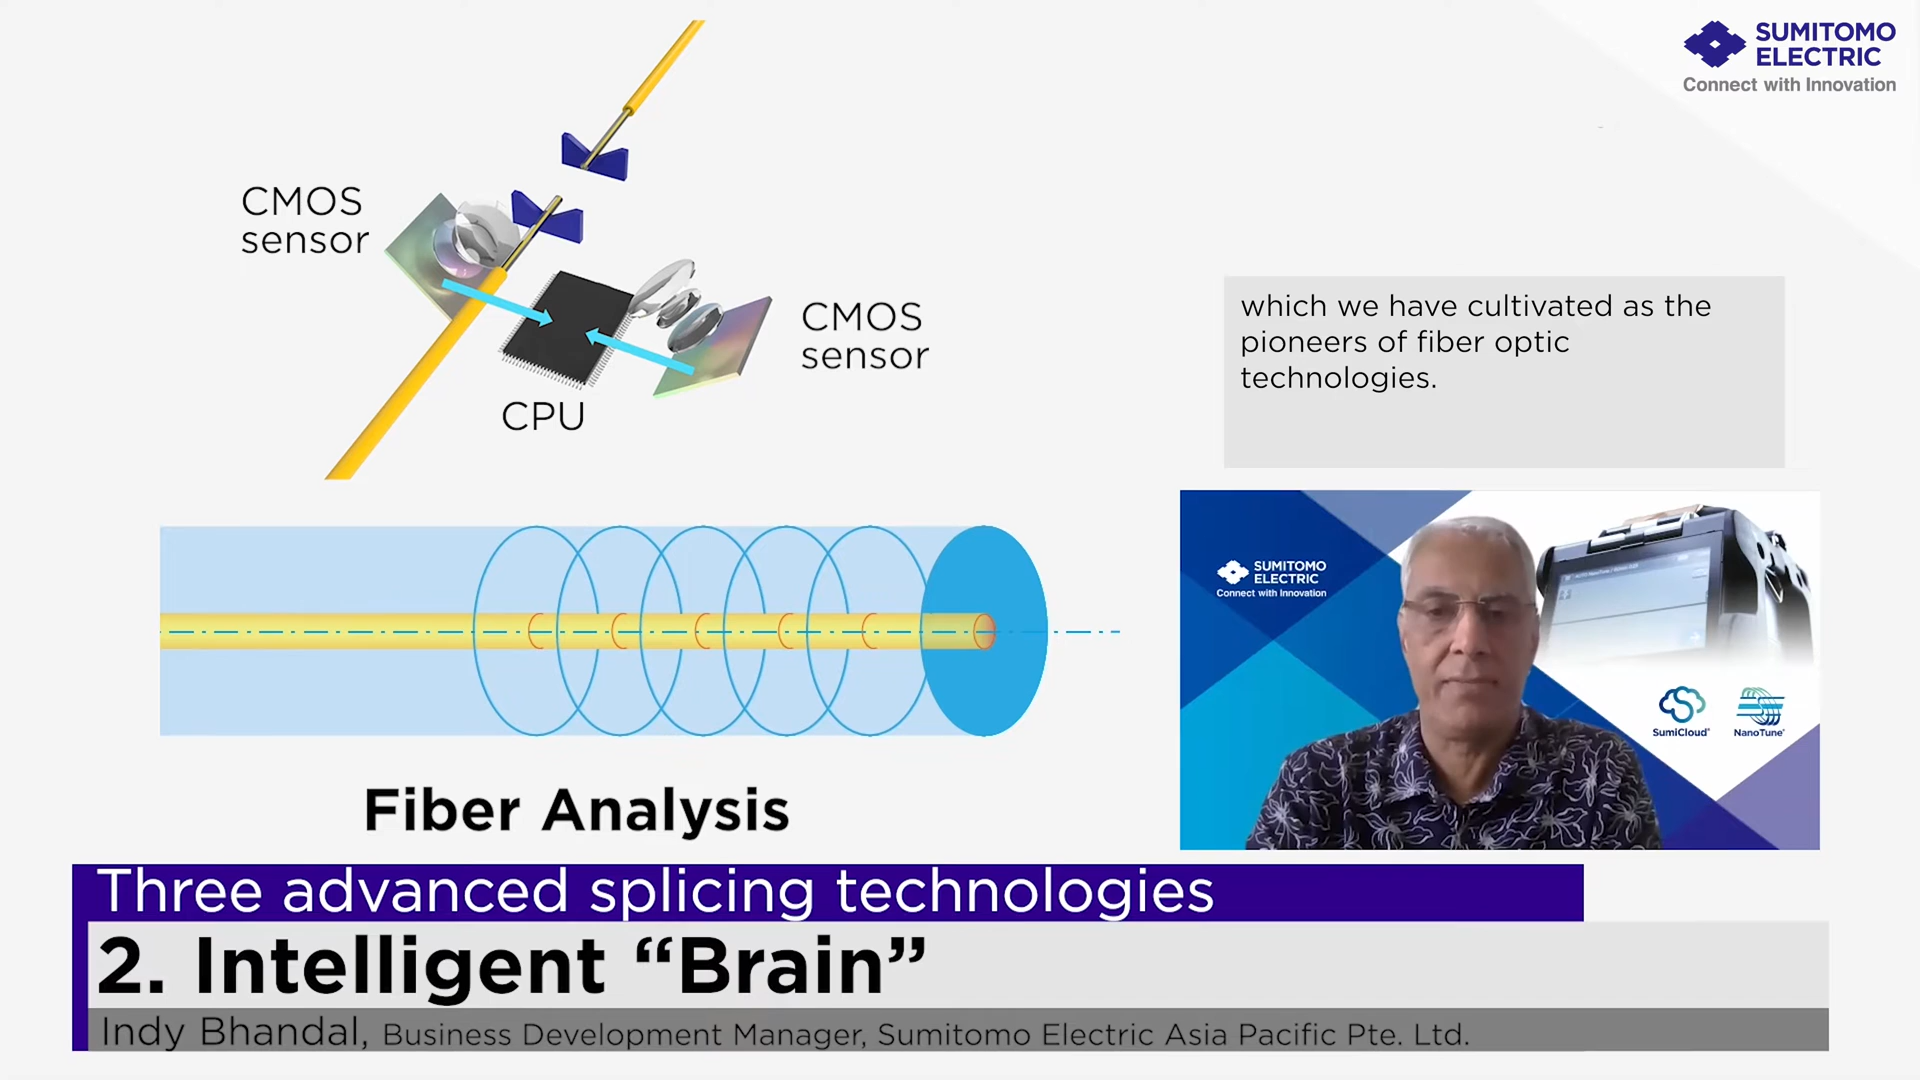 SUMITOMO
ELECTRIC
Connect with Innovation
CMOS
sensor
CMOS
sensor
CPU
which we have cultivated as the
pioneers of fiber optic
technologies.
SUMITOMO
ELECTRIC
Connect with Innovation
SumiCloud®
NanoTune®
Fiber Analysis
Three advanced splicing technologies
2. Intelligent “Brain”
Indy Bhandal, Business Development Manager, Sumitomo Electric Asia Pacific Pte. Ltd.